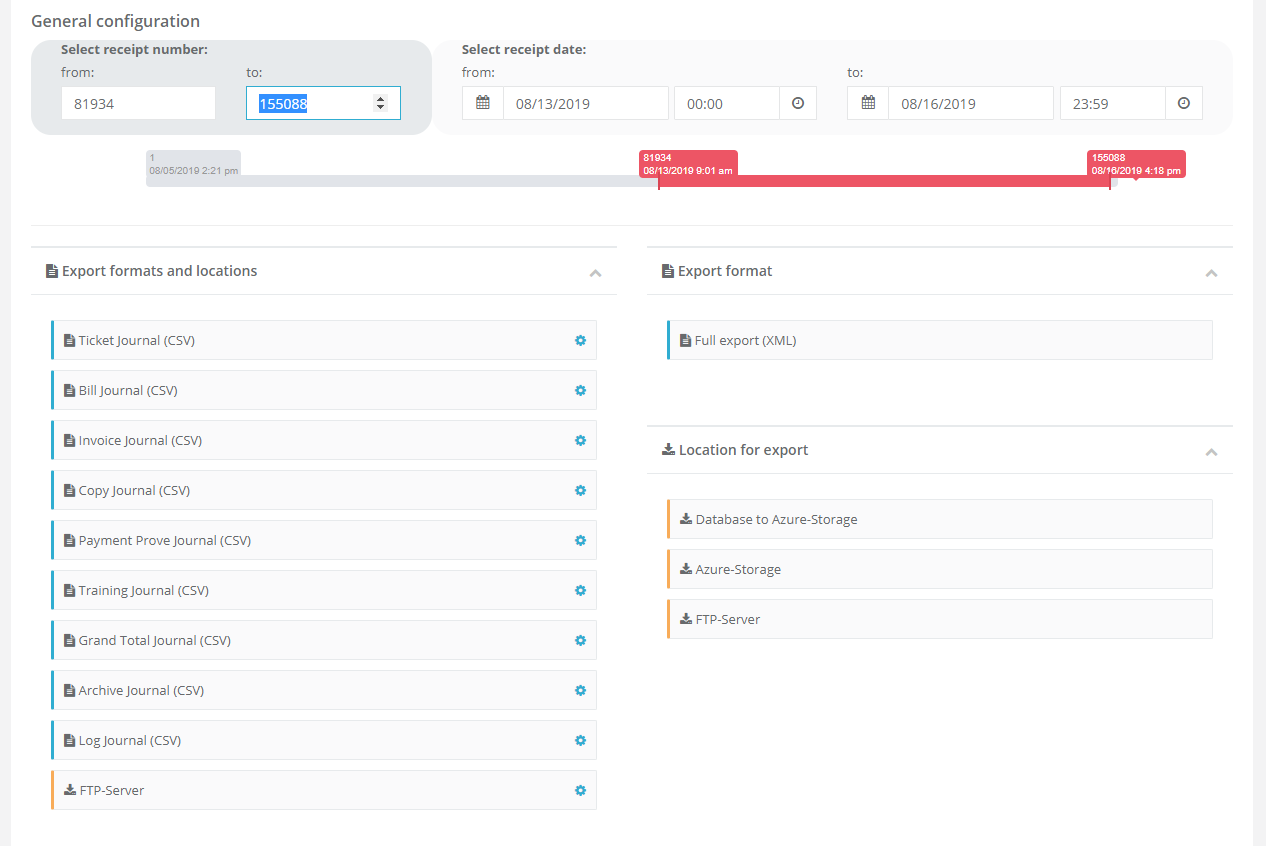 General configuration
Select receipt number:
from:
to:
81934
155088
Select receipt date:
from:
to:
08/13/2019
00:00
08/16/2019
23:59
1
08/05/2019 2:21 pm
81934
08/13/2019 9:01 am
155088
08/16/2019 4:18 pm
Export formats and locations
Ticket Journal (CSV)
Bill Journal (CSV)
Invoice Journal (CSV)
Copy Journal (CSV)
Payment Prove Journal (CSV)
Training Journal (CSV)
Grand Total Journal (CSV)
Archive Journal (CSV)
Log Journal (CSV)
FTP-Server
Export format
Full export (XML)
Location for export
Database to Azure-Storage
Azure-Storage
FTP-Server